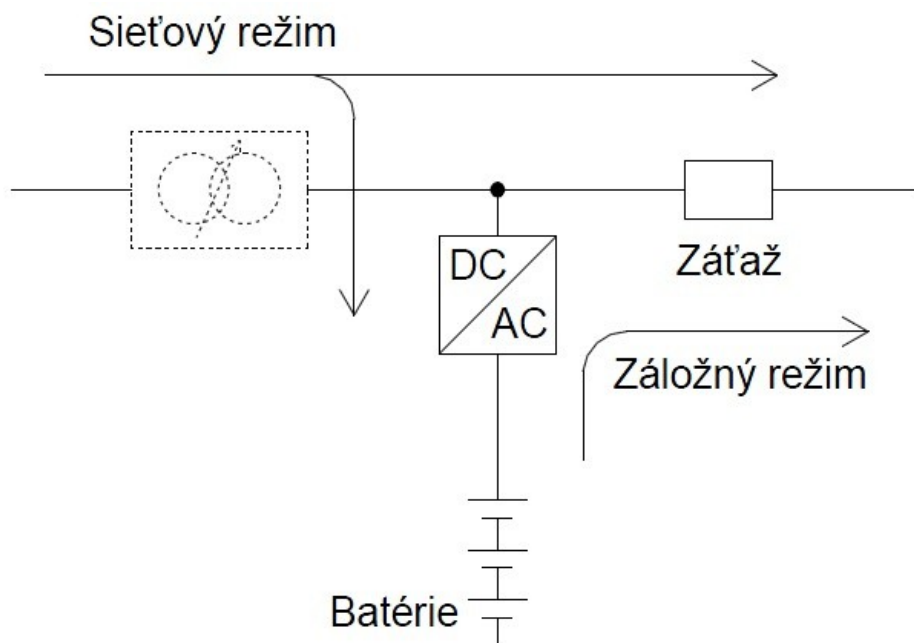 Sieťový režim
DC
AC
Záťaž
Záložný režim
Batérie